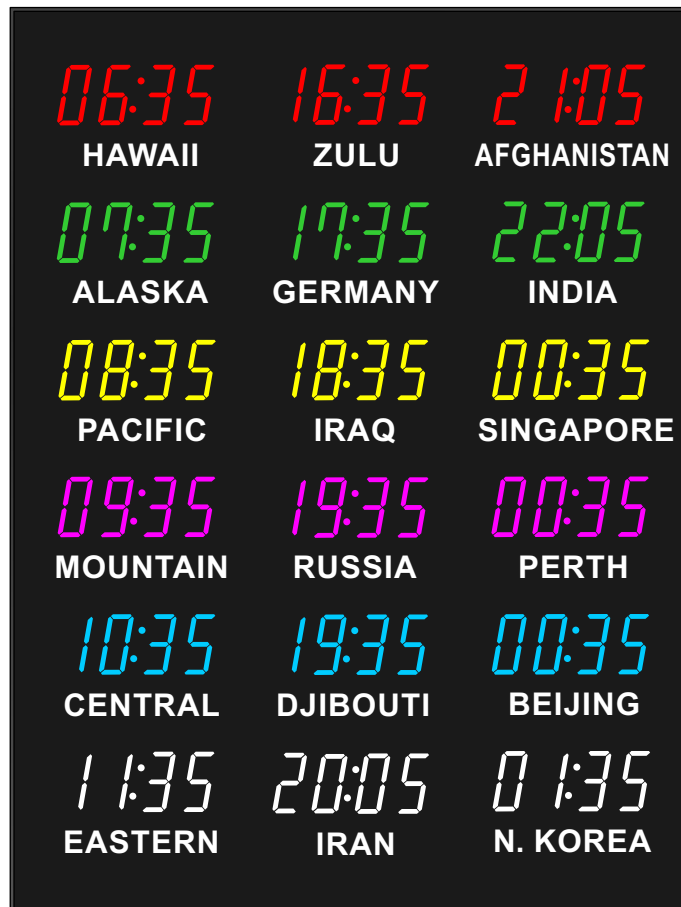 06:35 16:35 21:05
HAWAII ZULU AFGHANISTAN
07:35 17:35 22:05
ALASKA GERMANY INDIA
08:35 18:35 00:35
PACIFIC IRAQ SINGAPORE
09:35 19:35 00:35
MOUNTAIN RUSSIA PERTH
10:35 19:35 00:35
CENTRAL DJIBOUTI BEIJING
11:35 20:05 01:35
EASTERN IRAN N. KOREA